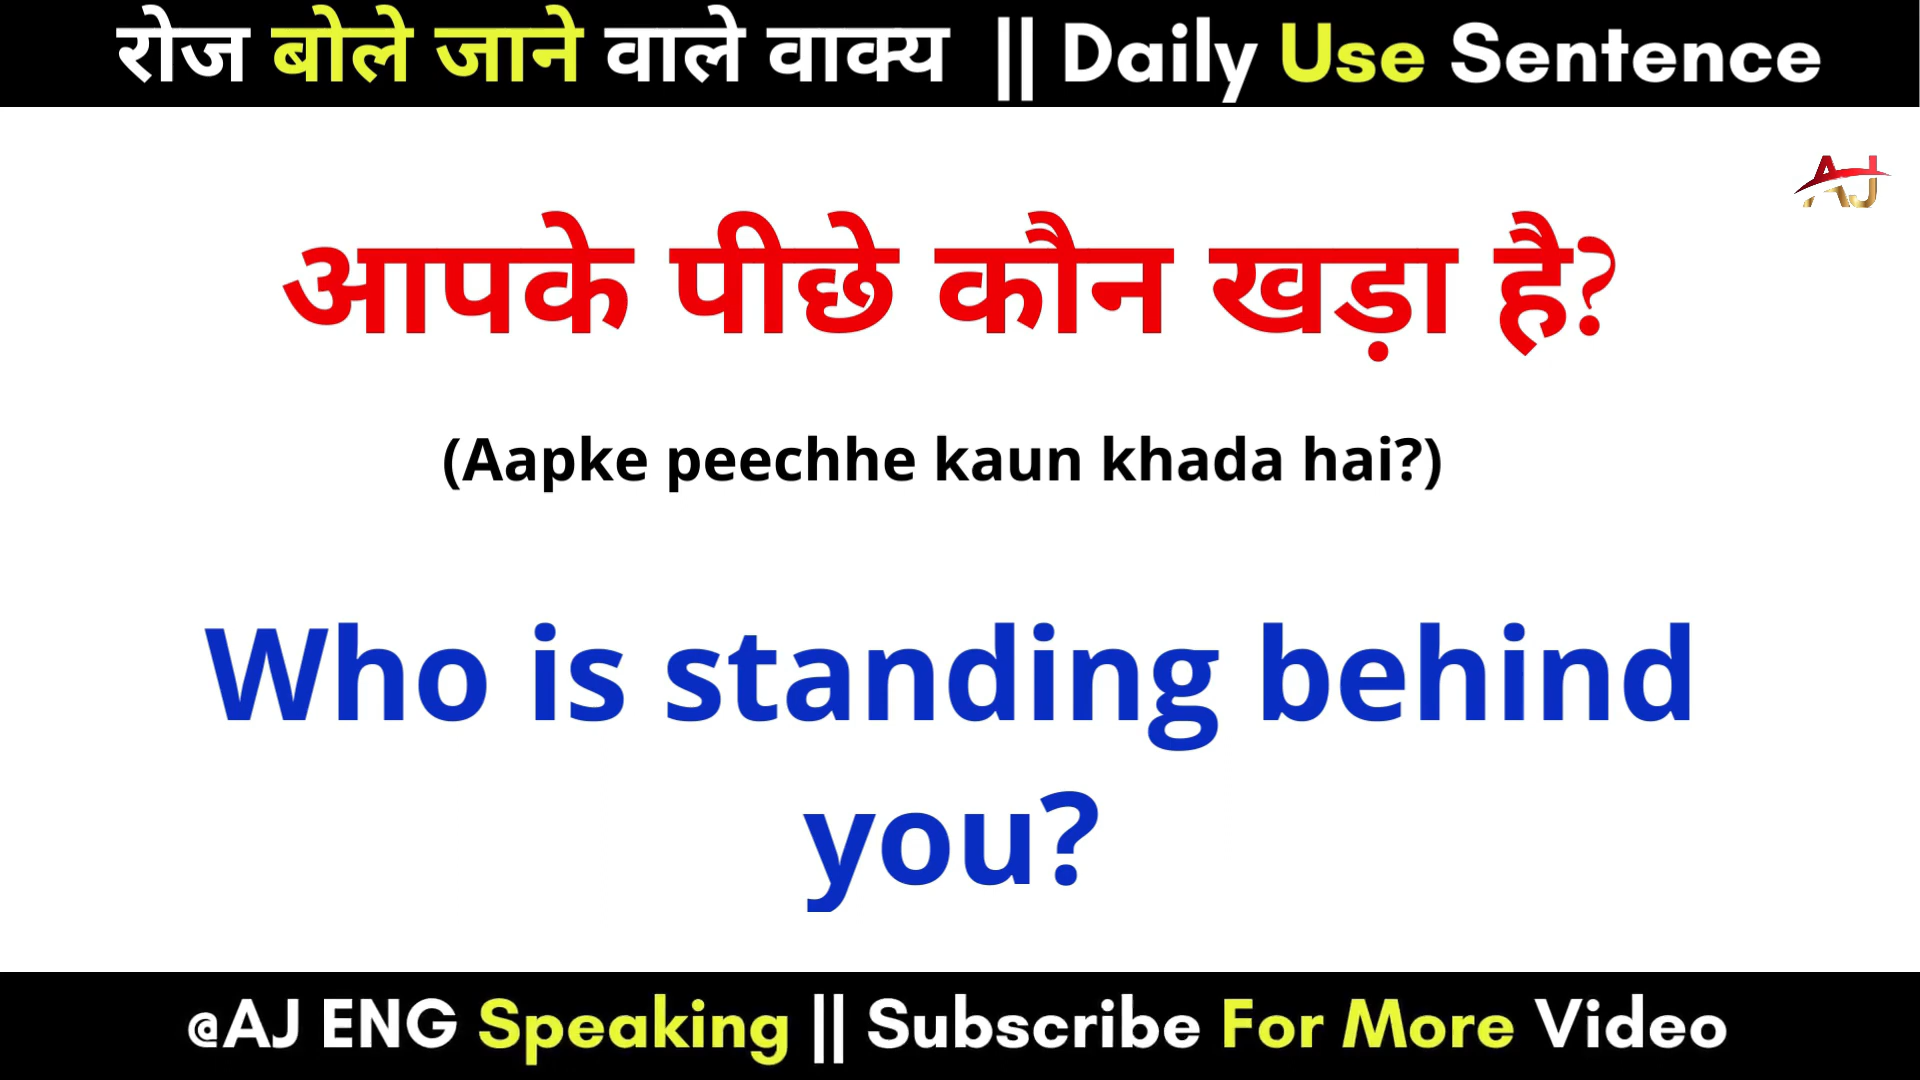 रोज बोले जाने वाले वाक्य || Daily Use Sentence
AJ
आपके पीछे कौन खड़ा है?
(Aapke peechhe kaun khada hai?)
Who is standing behind
you?
@AJ ENG Speaking || Subscribe For More Video